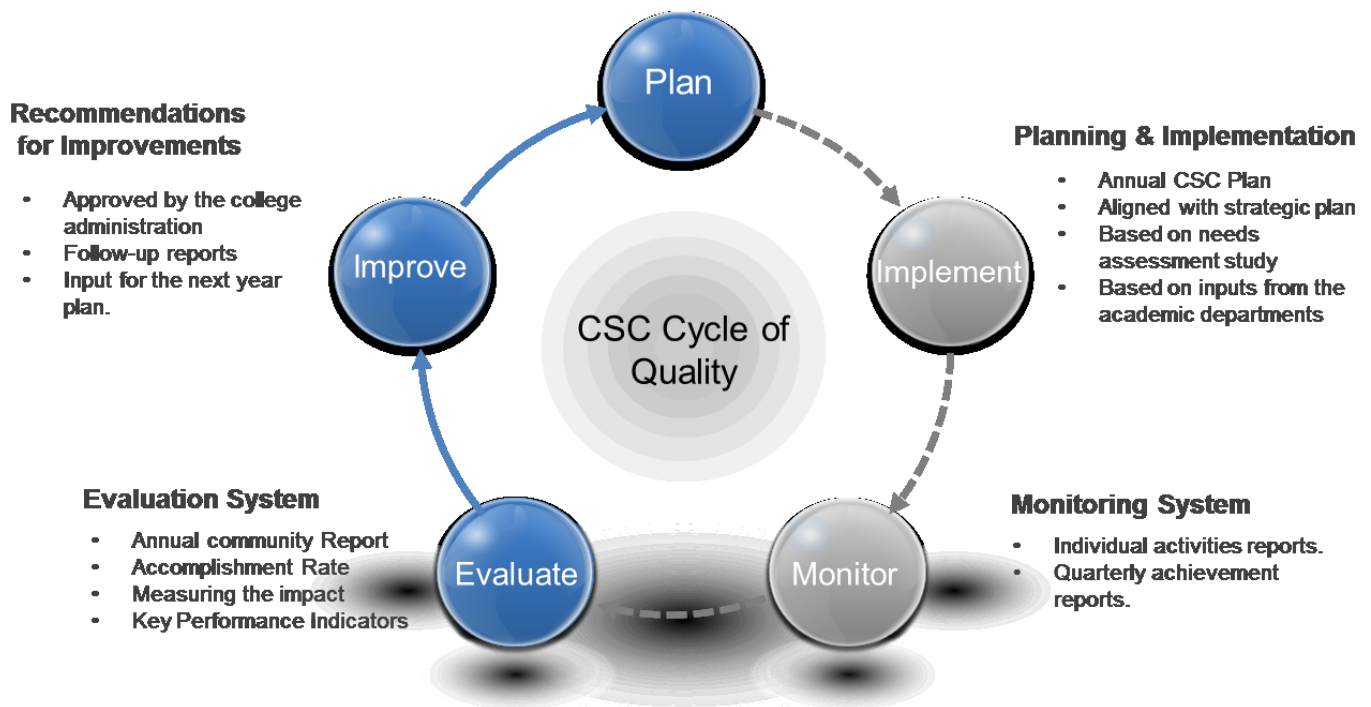 Plan
Recommendations
for Improvements
• Approved by the college
administration
• Follow-up reports
• Input for the next year
plan.
Improve
Planning & Implementation
• Annual CSC Plan
• Aligned with strategic plan
• Based on needs
assessment study
• Based on inputs from the
academic departments
Implement
CSC Cycle of
Quality
Evaluation System
• Annual community Report
• Accomplishment Rate
• Measuring the impact
• Key Performance Indicators
Evaluate
Monitor
Monitoring System
• Individual activities reports.
• Quarterly achievement
reports.